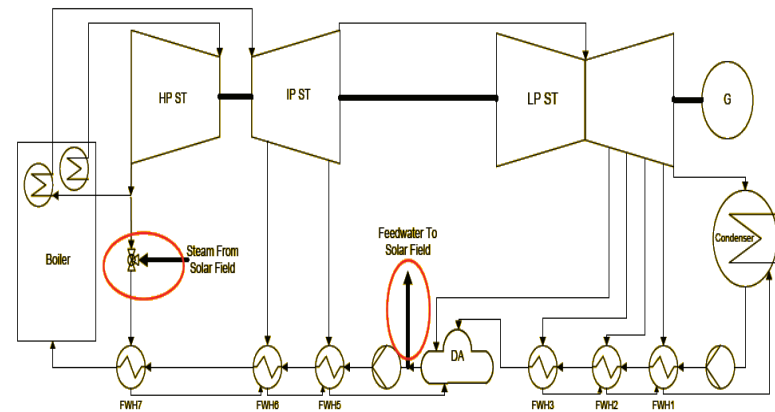 HP ST
IP ST
LP ST
G
Boiler
Steam From
Solar Field
Feedwater To
Solar Field
Condenser
DA
FWH7
FWH6
FWH5
FWH3
FWH2
FWH1